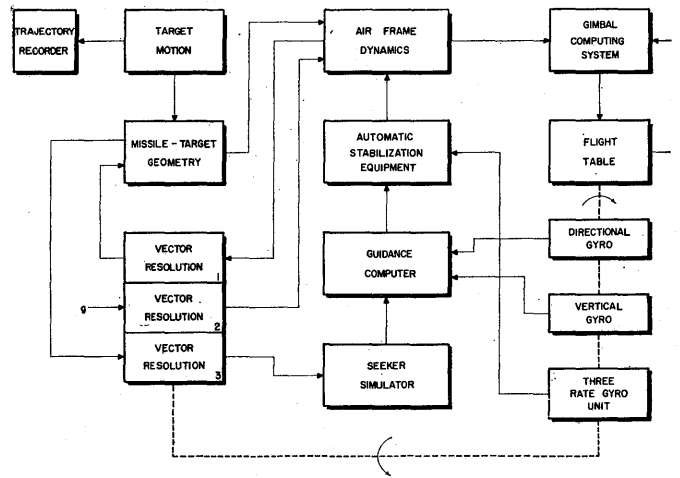 TRAJECTORY
RECORDER
TARGET
MOTION
AIR FRAME
DYNAMICS
GIMBAL
COMPUTING
SYSTEM
MISSILE - TARGET
GEOMETRY
AUTOMATIC
STABILIZATION
EQUIPMENT
FLIGHT
TABLE
VECTOR
RESOLUTION
1
g
VECTOR
RESOLUTION
2
VECTOR
RESOLUTION
3
GUIDANCE
COMPUTER
DIRECTIONAL
GYRO
VERTICAL
GYRO
SEEKER
SIMULATOR
THREE
RATE GYRO
UNIT